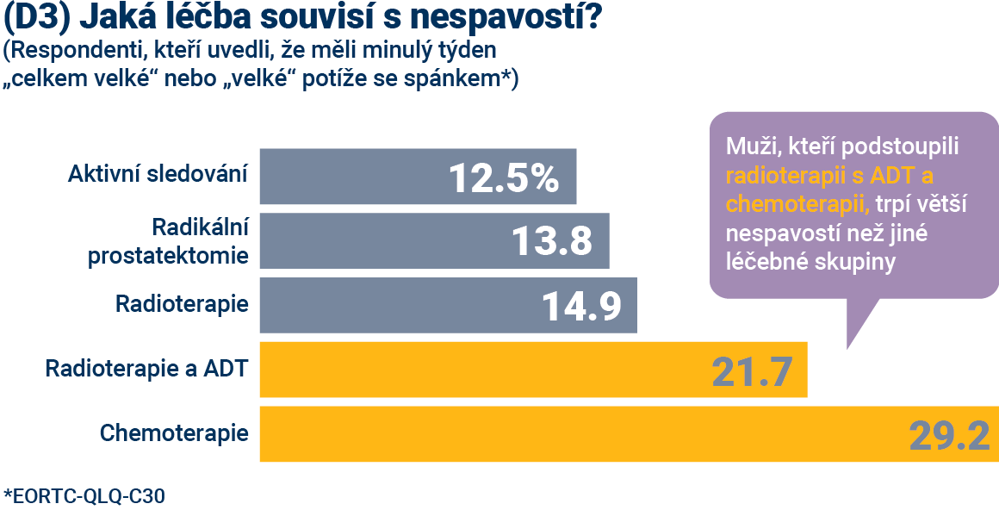 (D3) Jaká léčba souvisí s nespavostí?
(Respondenti, kteří uvedli, že měli minulý týden
„celkem velké“ nebo „velké“ potíže se spánkem*)
Aktivní sledování
12.5%
Radikální
prostatektomie
13.8
Radioterapie
14.9
Radioterapie a ADT
21.7
Chemoterapie
29.2
Muži, kteří podstoupili
radioterapii s ADT a
chemoterapii, trpí větší
nespavostí než jiné
léčebné skupiny
*EORTC-QLQ-C30